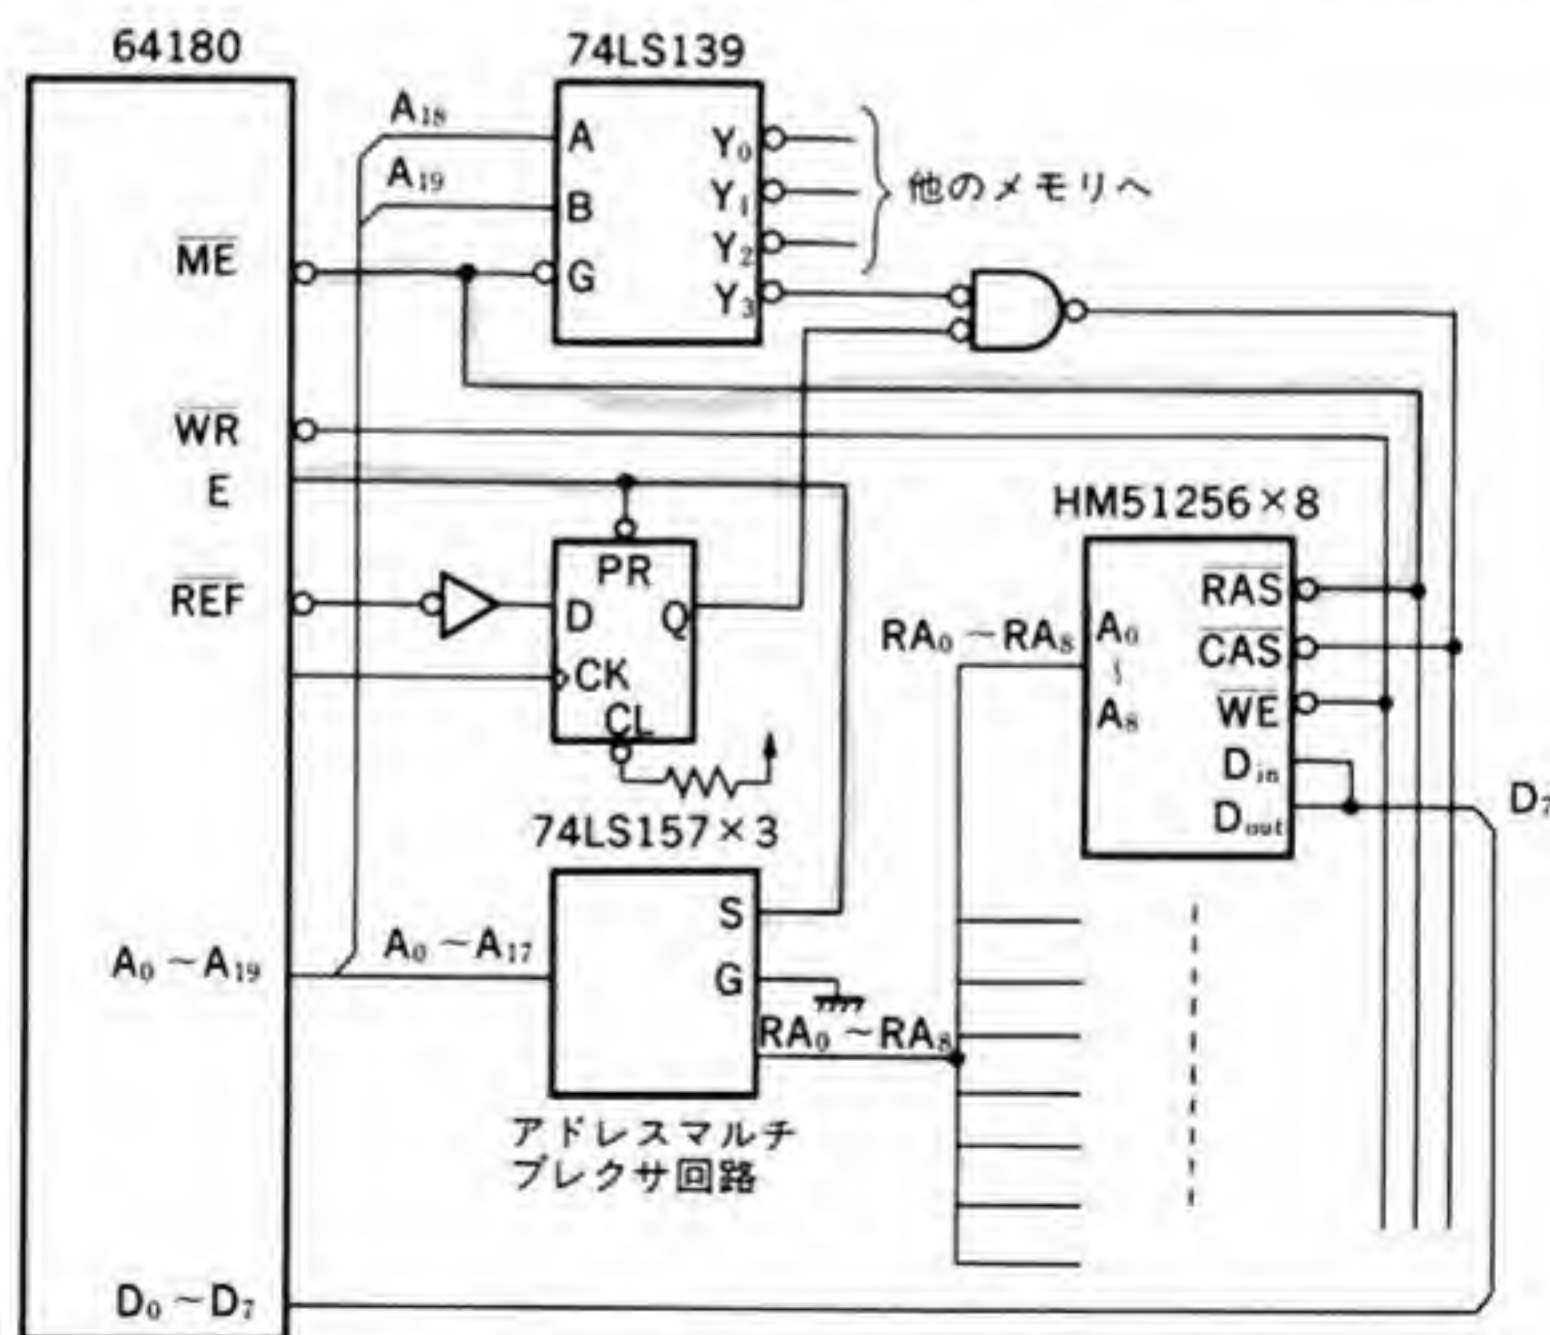 64180
74LS139
A₁₈
A₁₉
A
B
G
Y₀
Y₁
Y₂
Y₃
他のメモリへ
ME
WR
E
REF
PR
D
Q
CK
CL
HM51256×8
RA₀～RA₈
A₀
～
A₈
RAS
CAS
WE
Din
Dout
D₇
74LS157×3
S
G
A₀～A₁₉
A₀～A₁₇
RA₀～RA₈
アドレスマルチ
プレクサ回路
D₀～D₇